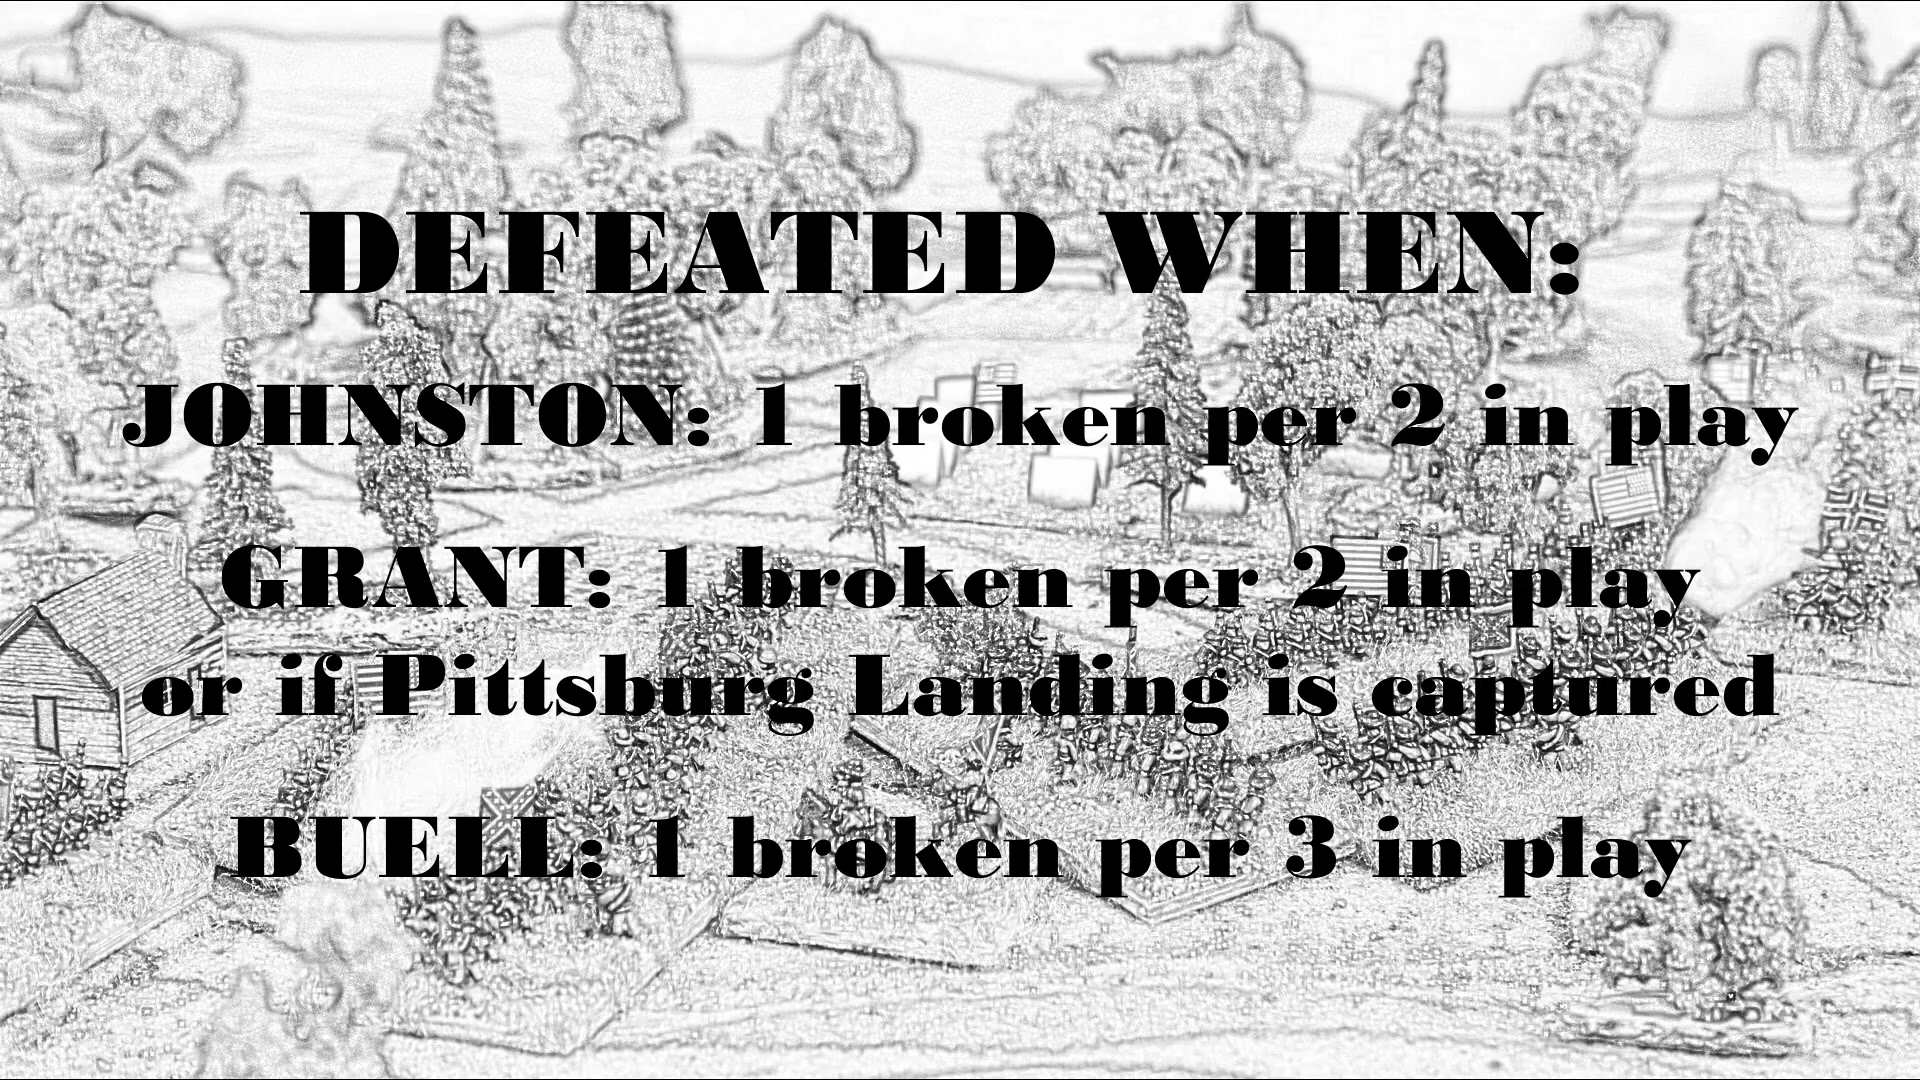 DEFEATED WHEN:
JOHNSTON: 1 broken per 2 in play
GRANT: 1 broken per 2 in play
or if Pittsburg Landing is captured
BUELL: 1 broken per 3 in play